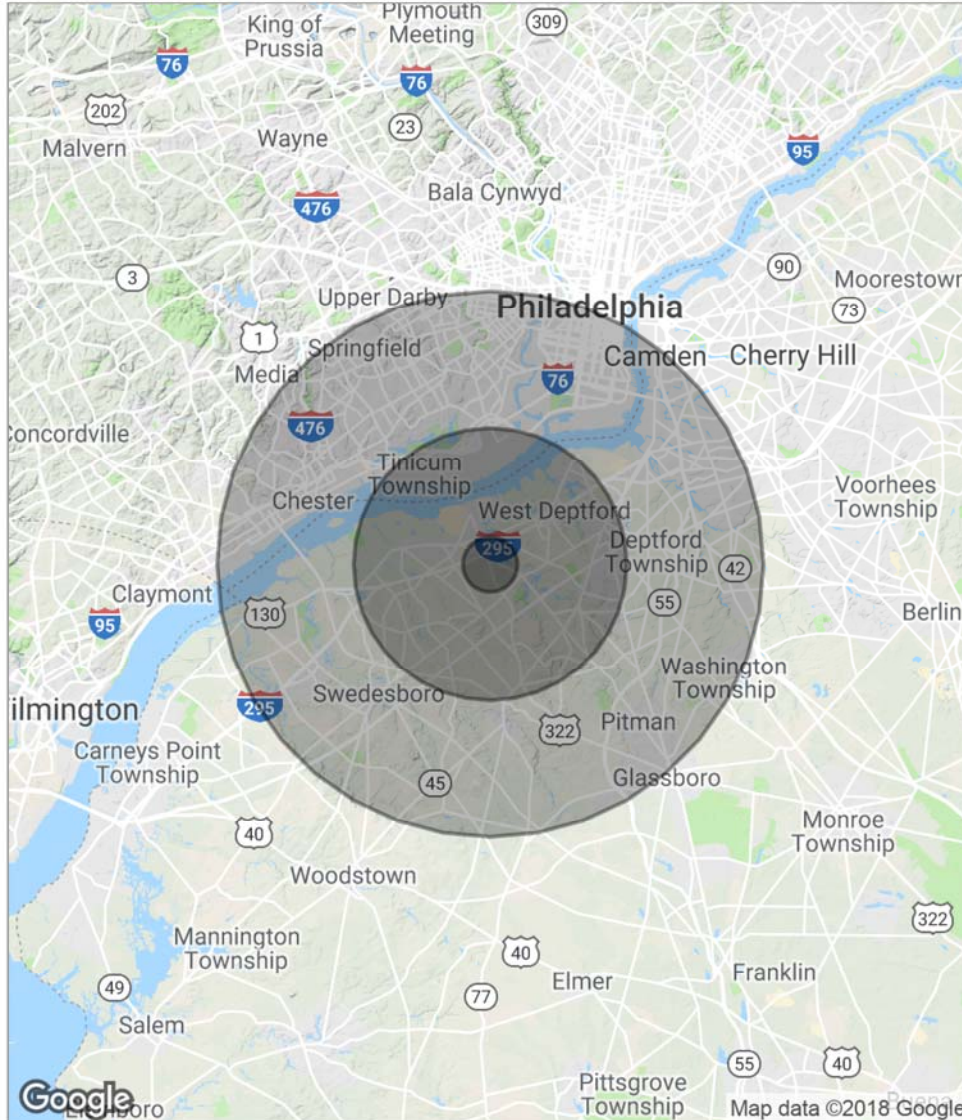 King of
Prussia
Plymouth
Meeting
309
76
76
202
23
Malvern
Wayne
95
476
Bala Cynwyd
3
90
Moorestown
Upper Darby
Philadelphia
73
1
Springfield
Camden
Cherry Hill
Media
76
476
Concordville
Tinicum
Township
Chester
West Deptford
Voorhees
Township
295
Deptford
Township
42
Claymont
55
130
95
Berlin
Washington
Township
Swedesboro
295
ilmington
322
Pitman
Carneys Point
Township
45
Glassboro
40
Monroe
Township
Woodstown
322
Mannington
Township
40
Elmer
Franklin
49
77
Salem
55
40
Pittsgrove
Township
Google
Map data ©2018 Google